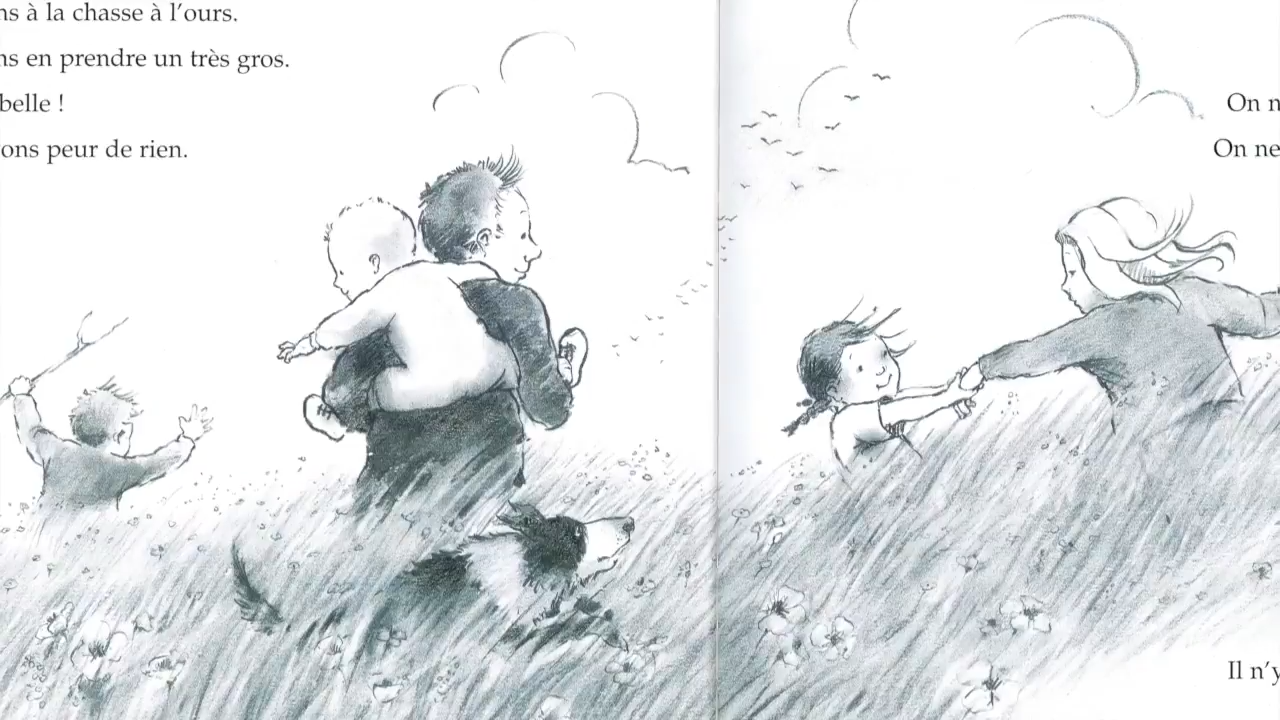 ns à la chasse à l'ours.
ns en prendre un très gros.
belle !
ons peur de rien.
On n
On ne
Il n'y